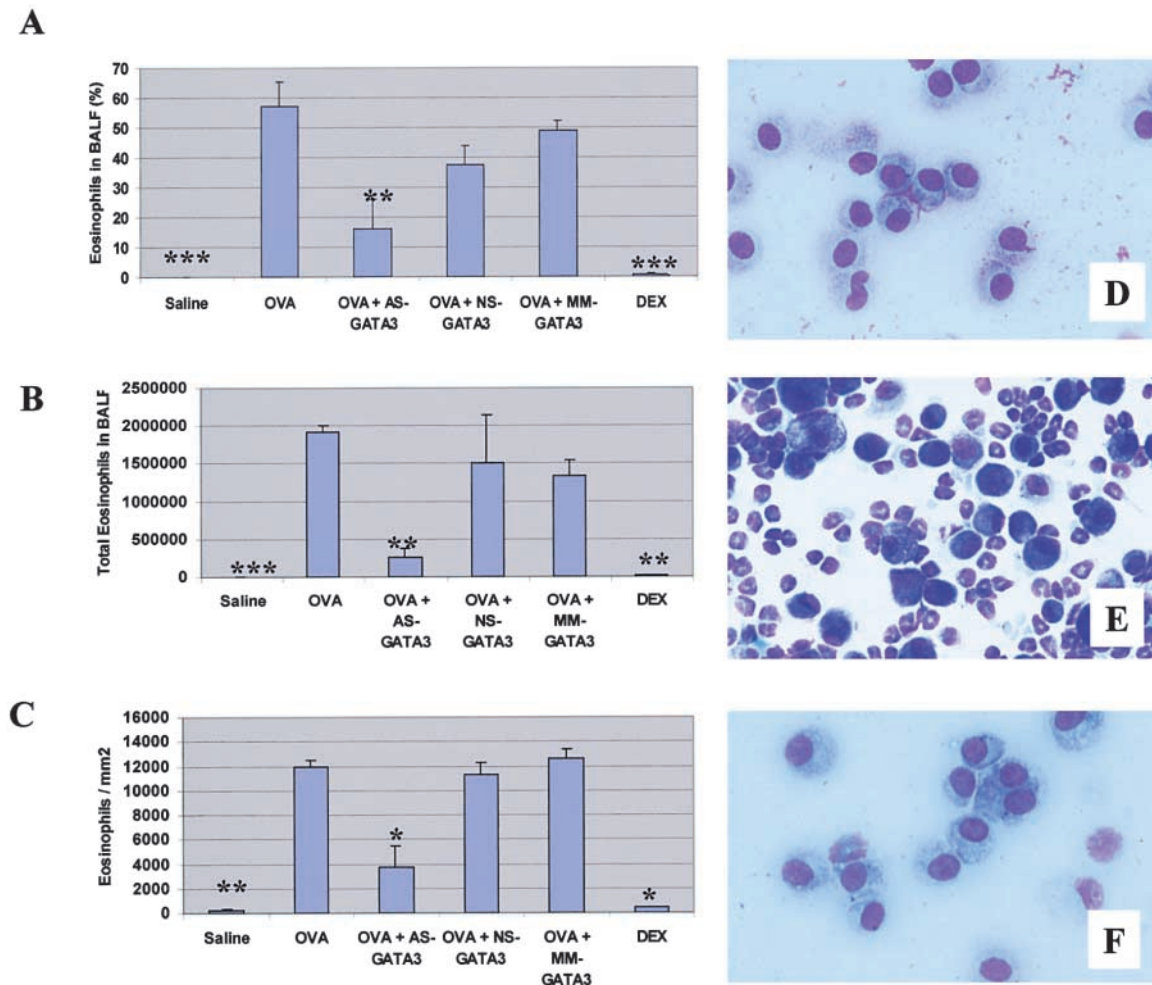 A
70
60
50
40
30
20
10
0
Eosinophils in BALF (%)
***
**
***
Saline
OVA
OVA + AS-
GATA3
OVA + NS-
GATA3
OVA + MM-
GATA3
DEX
D
B
2500000
2000000
1500000
1000000
500000
0
Total Eosinophils in BALF
***
**
**
Saline
OVA
OVA +
AS-
GATA3
OVA +
NS-
GATA3
OVA +
MM-
GATA3
DEX
E
C
16000
14000
12000
10000
8000
6000
4000
2000
0
Eosinophils / mm2
**
*
*
Saline
OVA
OVA + AS-
GATA3
OVA + NS-
GATA3
OVA +
MM-
GATA3
DEX
F